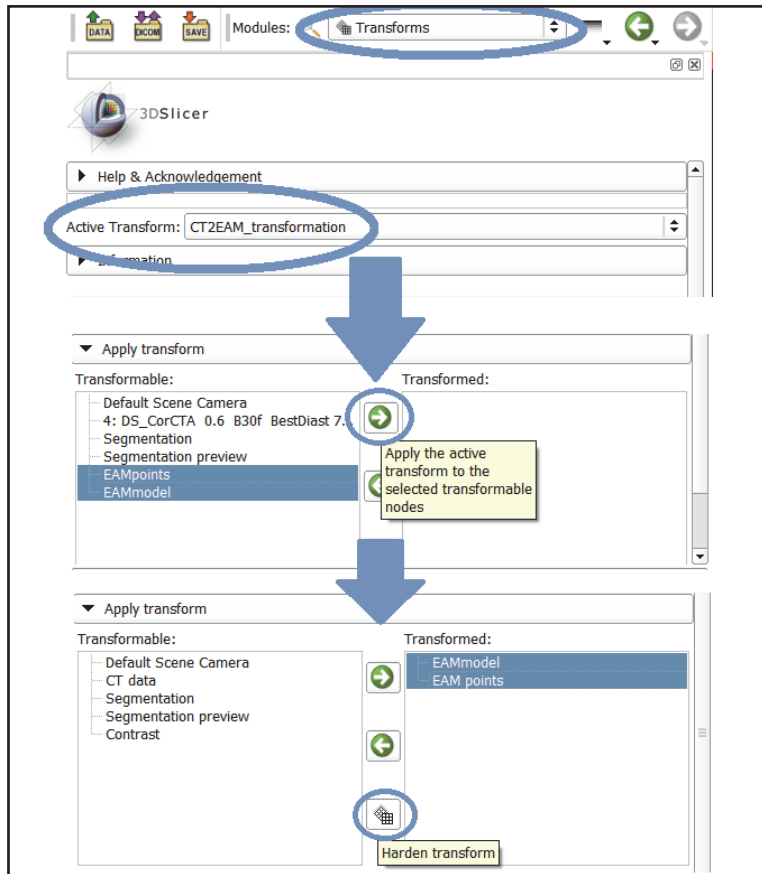 DATA DICOM SAVE Modules: Transforms
3DSlicer
Help & Acknowledgement
Active Transform: CT2EAM_transformation
Information
Apply transform
Transformable: Transformed:
Default Scene Camera
4: DS_CorCTA 0.6 B30f BestDiast 7...
Segmentation
Segmentation preview
EAMpoints
EAMmodel
Apply the active
transform to the
selected transformable
nodes
Apply transform
Transformable: Transformed:
Default Scene Camera
CT data
Segmentation
Segmentation preview
Contrast
EAMmodel
EAM points
Harden transform